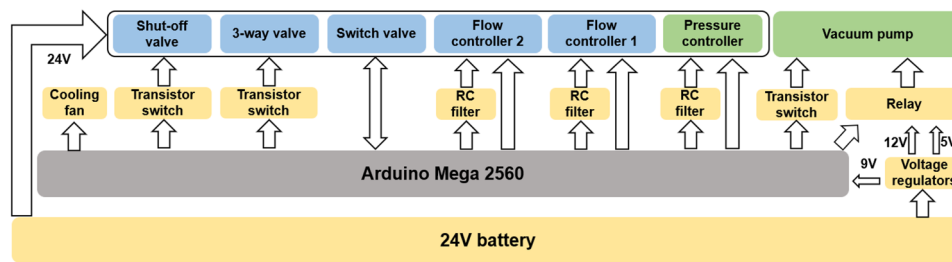 Shut-off
valve
3-way valve
Switch valve
Flow
controller 2
Flow
controller 1
Pressure
controller
Vacuum pump
24V
Cooling
fan
Transistor
switch
Transistor
switch
RC
filter
RC
filter
RC
filter
Transistor
switch
Relay
12V
5V
Arduino Mega 2560
9V
Voltage
regulators
24V battery